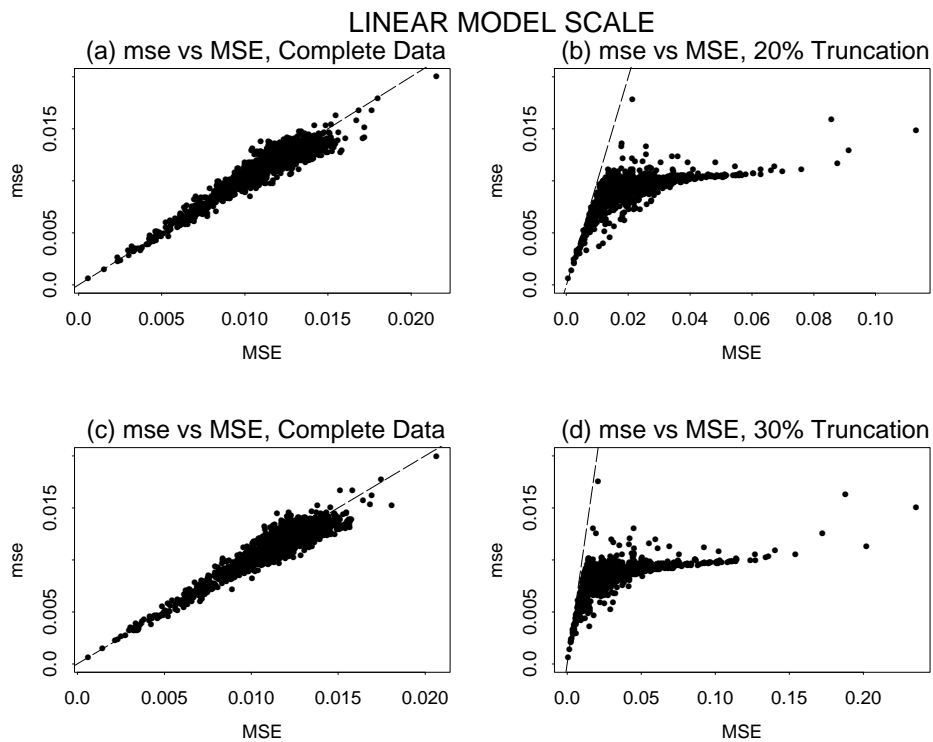 LINEAR MODEL SCALE
(a) mse vs MSE, Complete Data
mse
0.015
0.005
0.0
0.0 0.005 0.010 0.015 0.020
MSE
(b) mse vs MSE, 20% Truncation
mse
0.015
0.005
0.0
0.0 0.02 0.04 0.06 0.08 0.10
MSE
(c) mse vs MSE, Complete Data
mse
0.015
0.005
0.0
0.0 0.005 0.010 0.015 0.020
MSE
(d) mse vs MSE, 30% Truncation
mse
0.015
0.005
0.0
0.0 0.05 0.10 0.15 0.20
MSE